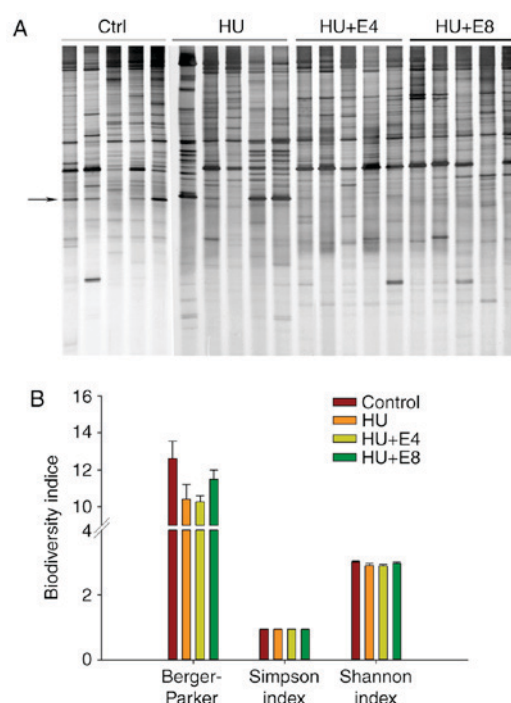 A
Ctrl HU HU+E4 HU+E8
B
16
14
12
10
4
2
0
Biodiversity indice
Control
HU
HU+E4
HU+E8
Berger- Simpson Shannon
Parker index index